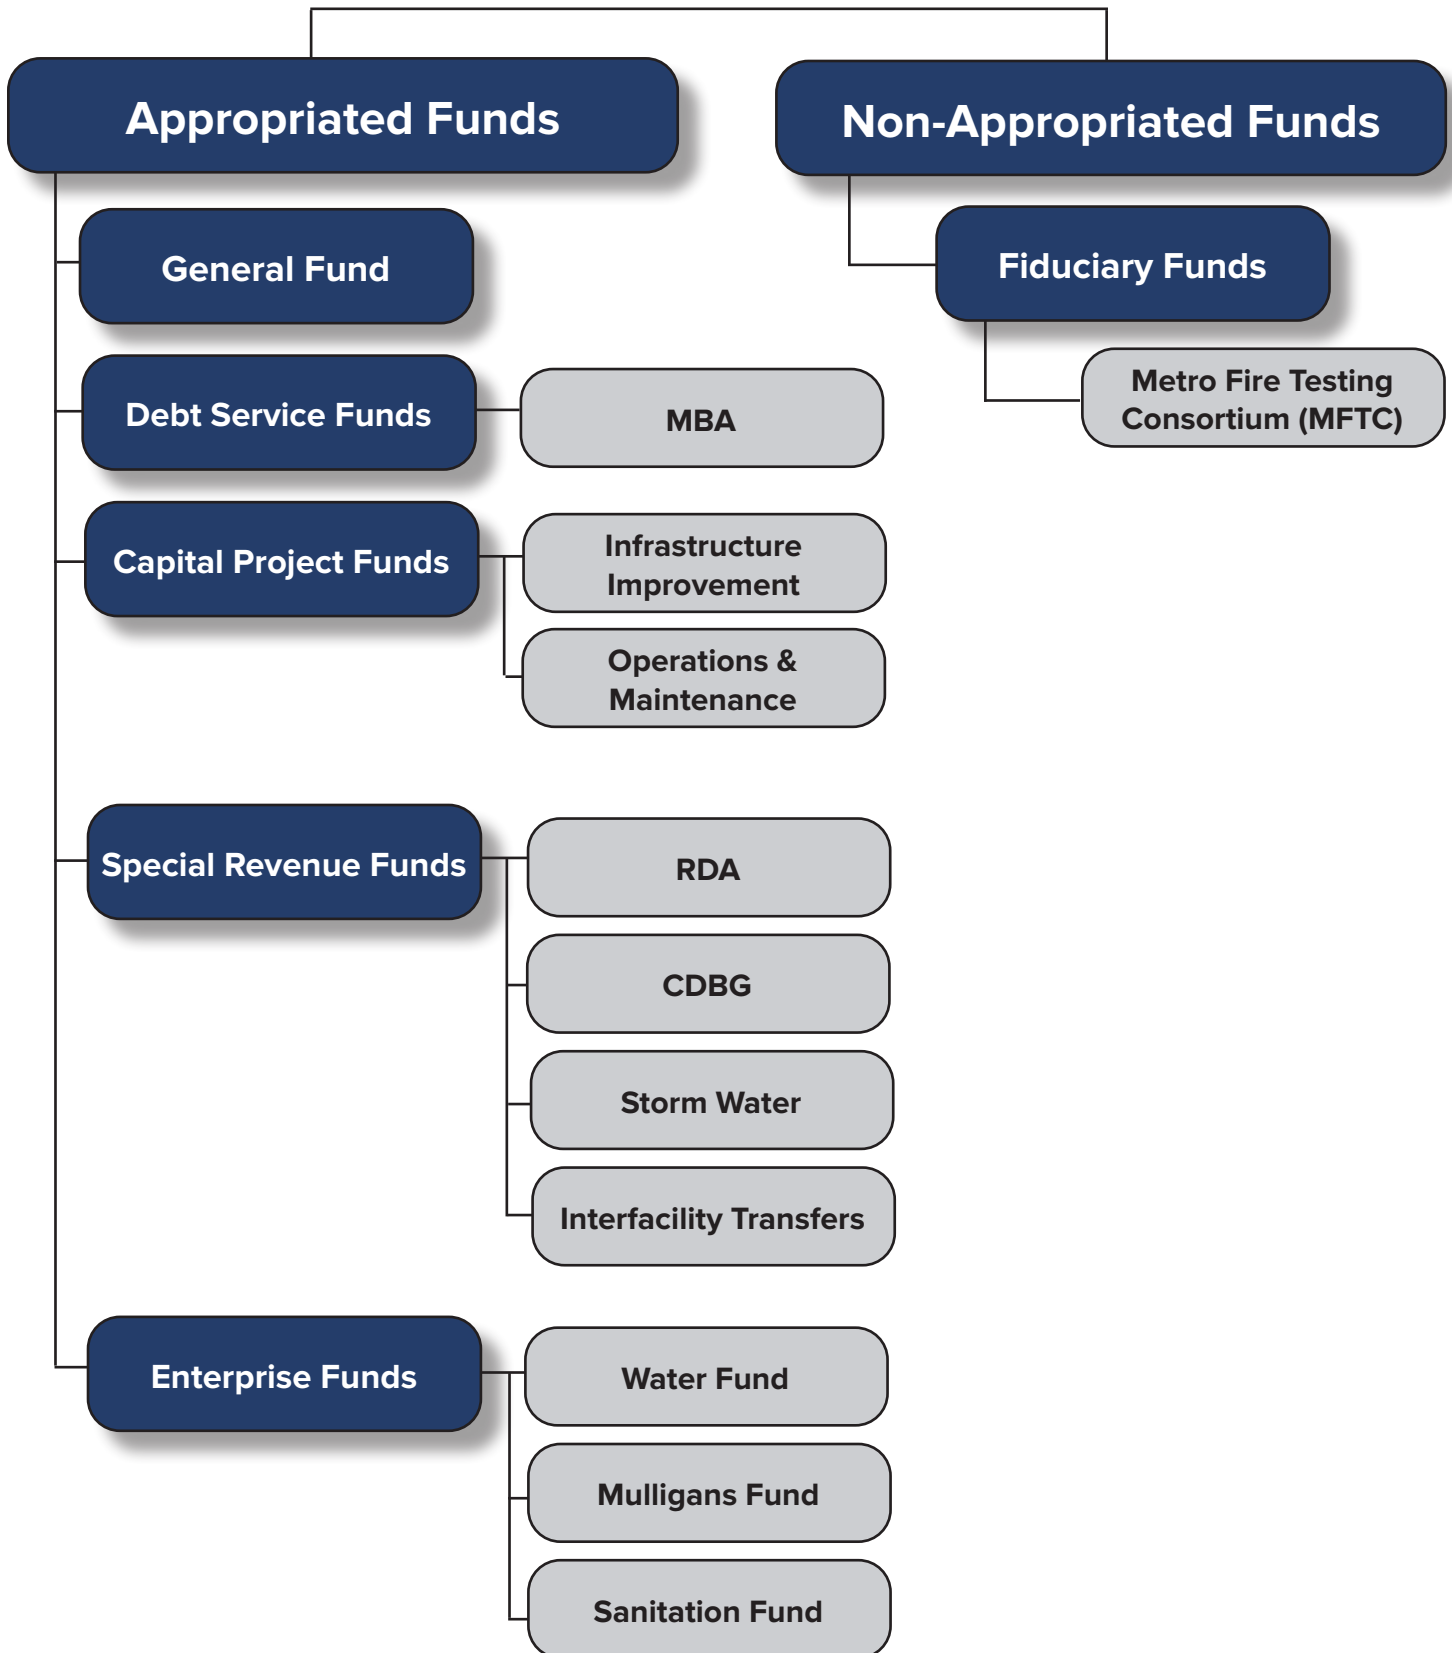 Appropriated Funds
Non-Appropriated Funds
General Fund
Fiduciary Funds
Debt Service Funds
MBA
Metro Fire Testing
Consortium (MFTC)
Capital Project Funds
Infrastructure
Improvement
Operations &
Maintenance
Special Revenue Funds
RDA
CDBG
Storm Water
Interfacility Transfers
Enterprise Funds
Water Fund
Mulligans Fund
Sanitation Fund